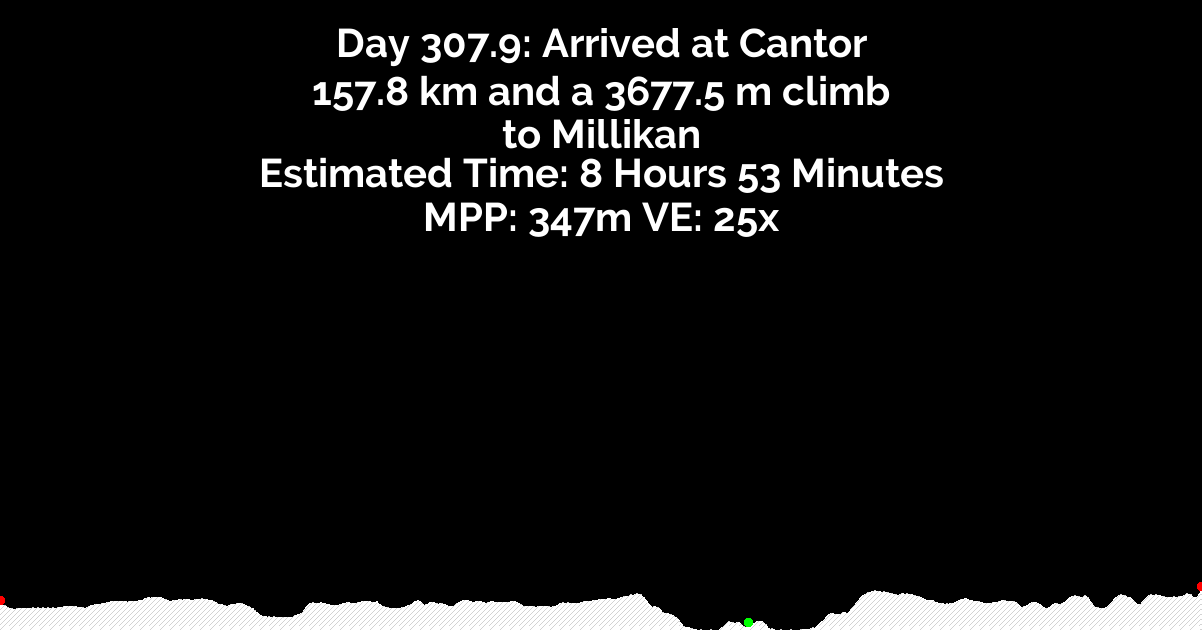 Day 307.9: Arrived at Cantor
157.8 km and a 3677.5 m climb
to Millikan
Estimated Time: 8 Hours 53 Minutes
MPP: 347m VE: 25x